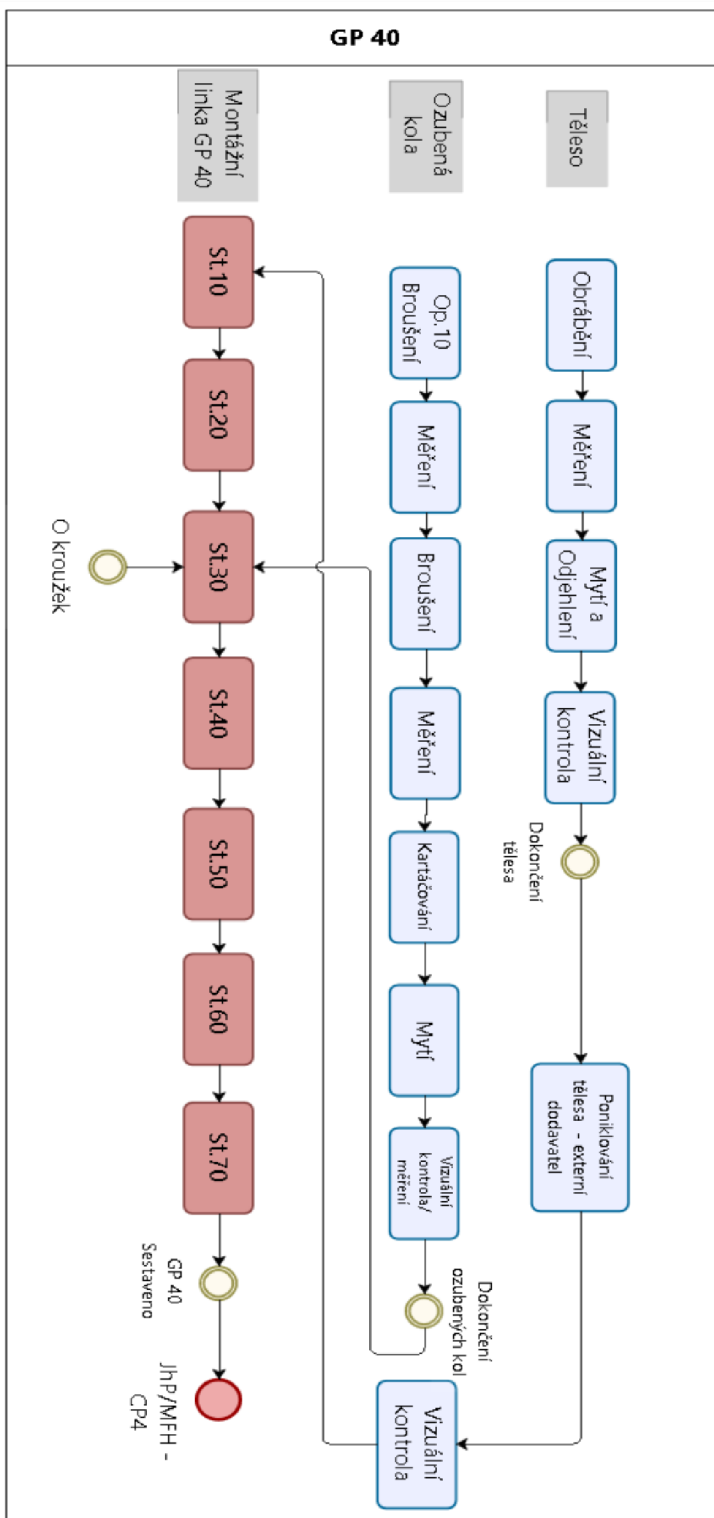 GP 40
Těleso
Obrábění
Měření
Mytí a
Odjehlení
Vizuální
kontrola
Dokončení
tělesa
Poniklování
tělesa - externí
dodavatel
Vizuální
kontrola
Ozubená
kola
Op.10
Broušení
Měření
Broušení
Měření
Kartáčování
Mytí
Vizuální
kontrola/
měření
Dokončení
ozubených kol
Montážní
linka GP 40
St.10
St.20
St.30
St.40
St.50
St.60
St.70
GP 40
Sestaveno
JhP/MFH -
CP4
O kroužek